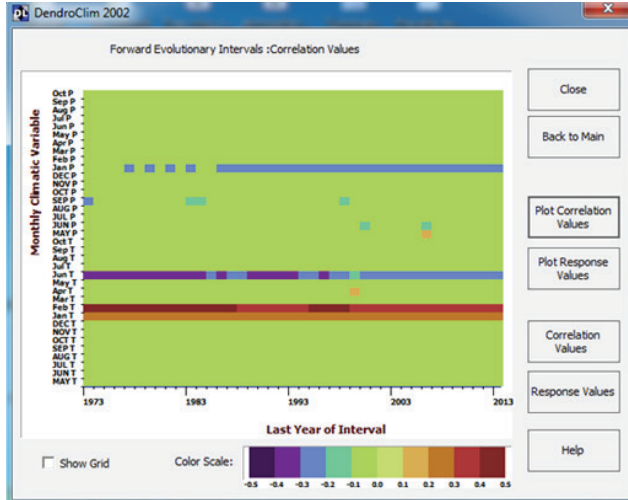 DendroClim 2002
Forward Evolutionary Intervals :Correlation Values
Monthly Climatic Variable
Oct P
Sep P
Aug P
Jul P
Jun P
May P
Apr P
Mar P
Feb P
Jan P
DEC P
NOV P
OCT P
SEP P
AUG P
JUL P
JUN P
MAY P
Oct T
Sep T
Aug T
Jul T
Jun T
May T
Apr T
Mar T
Feb T
Jan T
DEC T
NOV T
OCT T
SEP T
AUG T
JUL T
JUN T
MAY T
1973 1983 1993 2003 2013
Last Year of Interval
Show Grid
Color Scale:
-0.5 -0.4 -0.3 -0.2 -0.1 0.0 0.1 0.2 0.3 0.4 0.5
Close
Back to Main
Plot Correlation
Values
Plot Response
Values
Correlation
Values
Response Values
Help